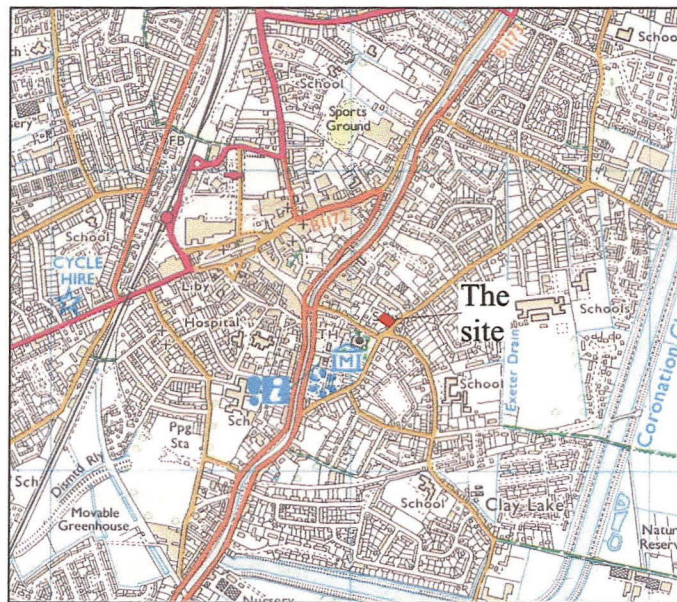 School
B1173
School
Sports
Ground
FB
B1172
School
CYCLE
HIRE
Liby
The
site
Hospital
Schools
M
Exeter Drain
School
i
Sch
Ppg
Sta
Sch
Dismtd Rly
School
Clay Lake
Movable
Greenhouse
Nursery